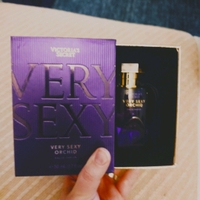 VICTORIA'S
SECRET
VERY
SEXY
VERY SEXY
ORCHID
VERY SEXY
ORCHID